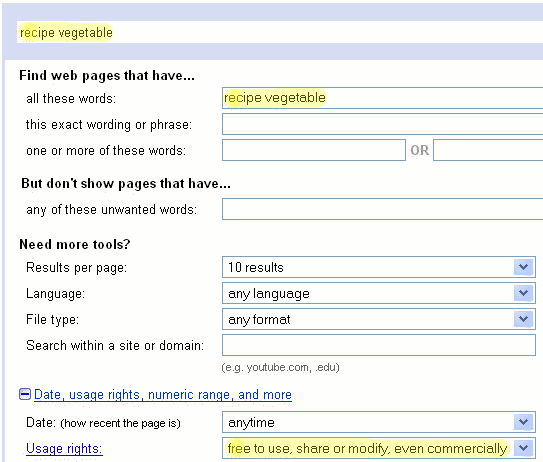 recipe vegetable
Find web pages that have...
all these words: recipe vegetable
this exact wording or phrase:
one or more of these words: OR
But don't show pages that have...
any of these unwanted words:
Need more tools?
Results per page: 10 results
Language: any language
File type: any format
Search within a site or domain:
(e.g. youtube.com, .edu)
Date, usage rights, numeric range, and more
Date: (how recent the page is) anytime
Usage rights: free to use, share or modify, even commercially